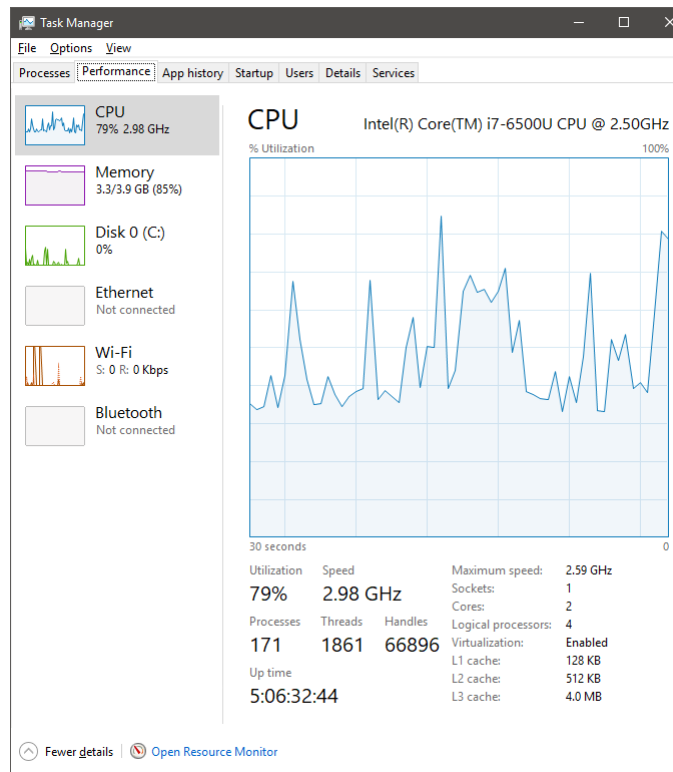 Task Manager
File Options View
Processes Performance App history Startup Users Details Services
CPU
79% 2.98 GHz
Memory
3.3/3.9 GB (85%)
Disk 0 (C:)
0%
Ethernet
Not connected
Wi-Fi
S: 0 R: 0 Kbps
Bluetooth
Not connected
CPU Intel(R) Core(TM) i7-6500U CPU @ 2.50GHz
% Utilization 100%
30 seconds 0
Utilization Speed
79% 2.98 GHz
Processes Threads Handles
171 1861 66896
Up time
5:06:32:44
Maximum speed: 2.59 GHz
Sockets: 1
Cores: 2
Logical processors: 4
Virtualization: Enabled
L1 cache: 128 KB
L2 cache: 512 KB
L3 cache: 4.0 MB
Fewer details Open Resource Monitor